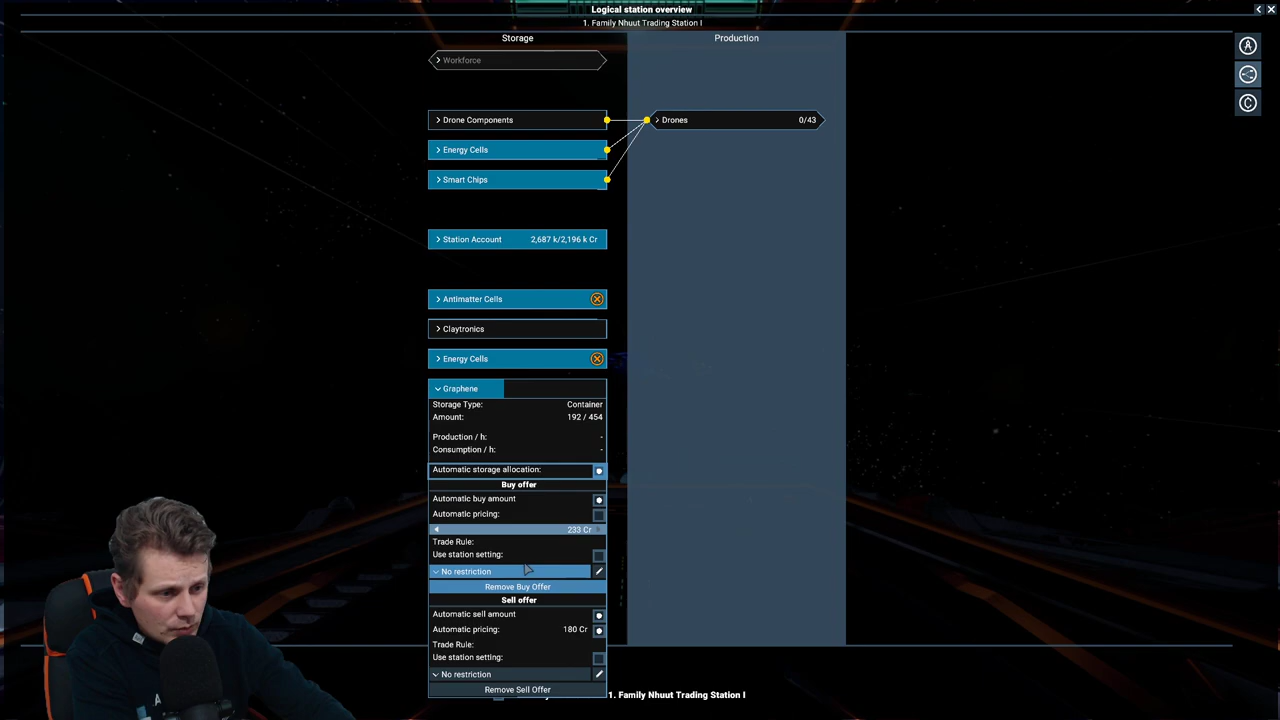 Logical station overview
1. Family Nhuut Trading Station I
Storage
Production
Workforce
Drone Components
Drones 0/43
Energy Cells
Smart Chips
Station Account 2,687 k/2,196 k Cr
Antimatter Cells
Claytronics
Energy Cells
Graphene
Storage Type: Container
Amount: 192 / 454
Production / h: -
Consumption / h: -
Automatic storage allocation:
Buy offer
Automatic buy amount
Automatic pricing:
233 Cr
Trade Rule:
Use station setting:
No restriction
Remove Buy Offer
Sell offer
Automatic sell amount
Automatic pricing: 180 Cr
Trade Rule:
Use station setting:
No restriction
Remove Sell Offer
1. Family Nhuut Trading Station I